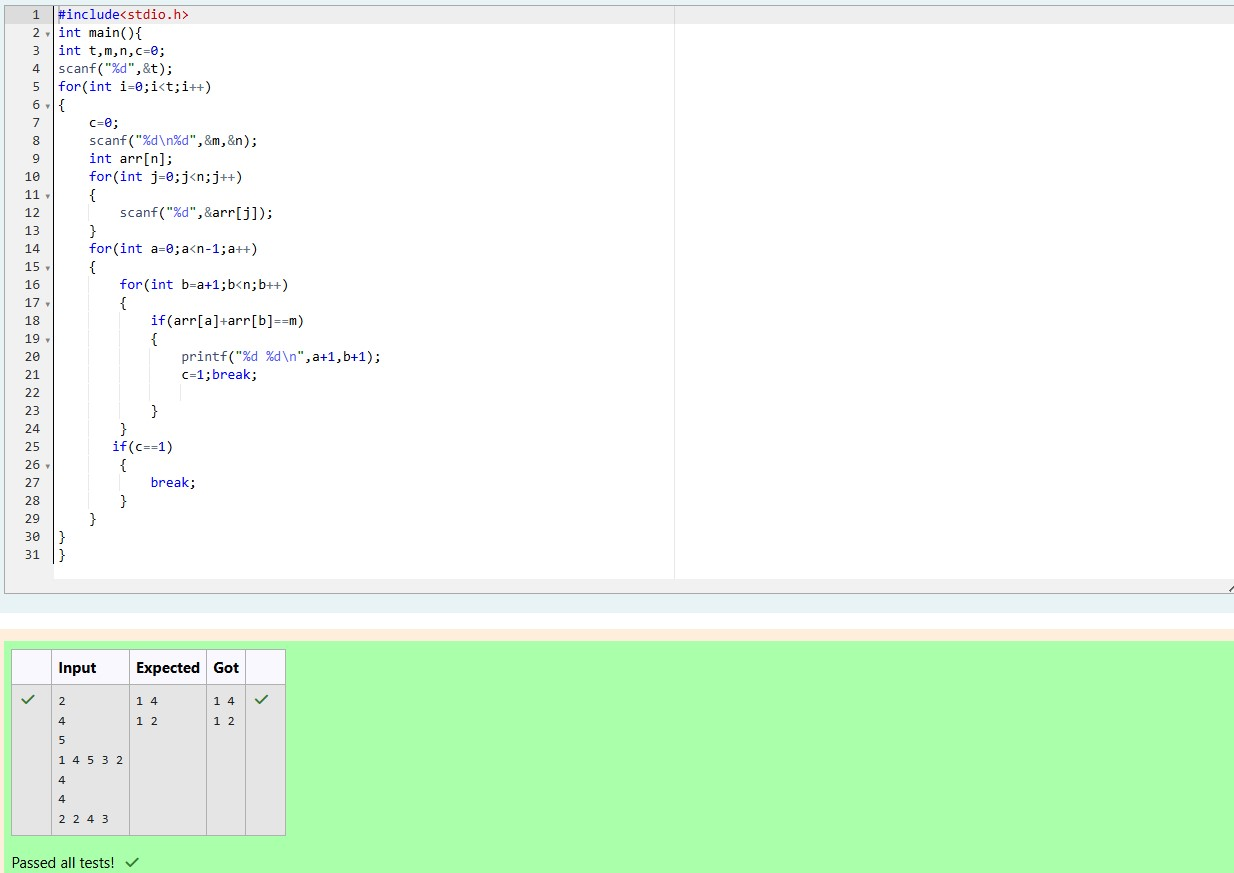 1 #include<stdio.h>
2 int main(){
3 int t,m,n,c=0;
4 scanf("%d",&t);
5 for(int i=0;i<t;i++)
6 {
7     c=0;
8     scanf("%d\n%d",&m,&n);
9     int arr[n];
10     for(int j=0;j<n;j++)
11     {
12         scanf("%d",&arr[j]);
13     }
14     for(int a=0;a<n-1;a++)
15     {
16         for(int b=a+1;b<n;b++)
17         {
18             if(arr[a]+arr[b]==m)
19             {
20                 printf("%d %d\n",a+1,b+1);
21                 c=1;break;
22
23             }
24         }
25        if(c==1)
26         {
27             break;
28         }
29     }
30 }
31 }
Input Expected Got
2 1 4 1 4
4 1 2 1 2
5
1 4 5 3 2
4
4
2 2 4 3
Passed all tests!